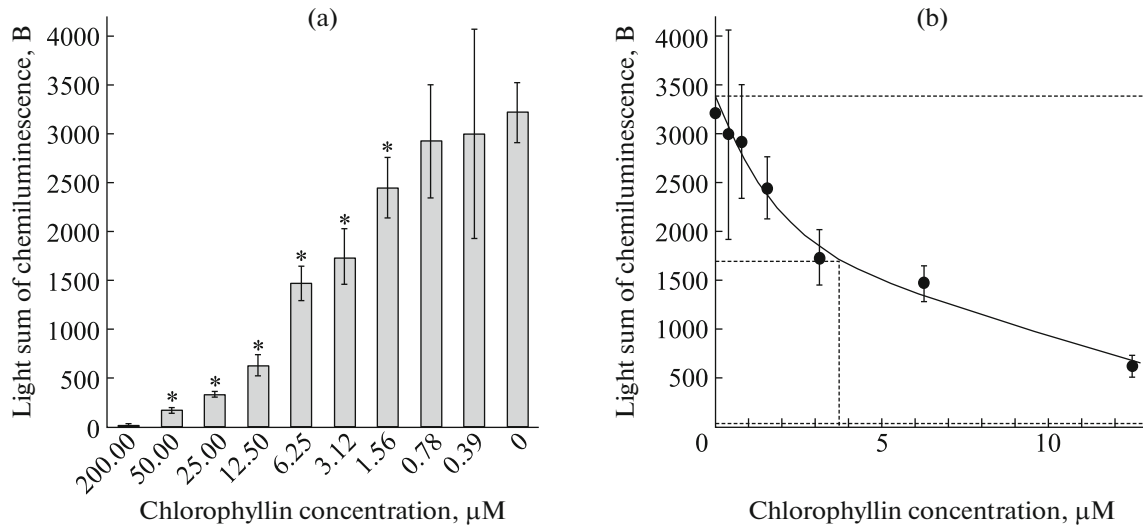 (a)
Light sum of chemiluminescence, B
4000
3500
3000
2500
2000
1500
1000
500
0
* * * * * *
200.00 50.00 25.00 12.50 6.25 3.12 1.56 0.78 0.39 0
Chlorophyllin concentration, μM
(b)
Light sum of chemiluminescence, B
4000
3500
3000
2500
2000
1500
1000
500
0 5 10
Chlorophyllin concentration, μM